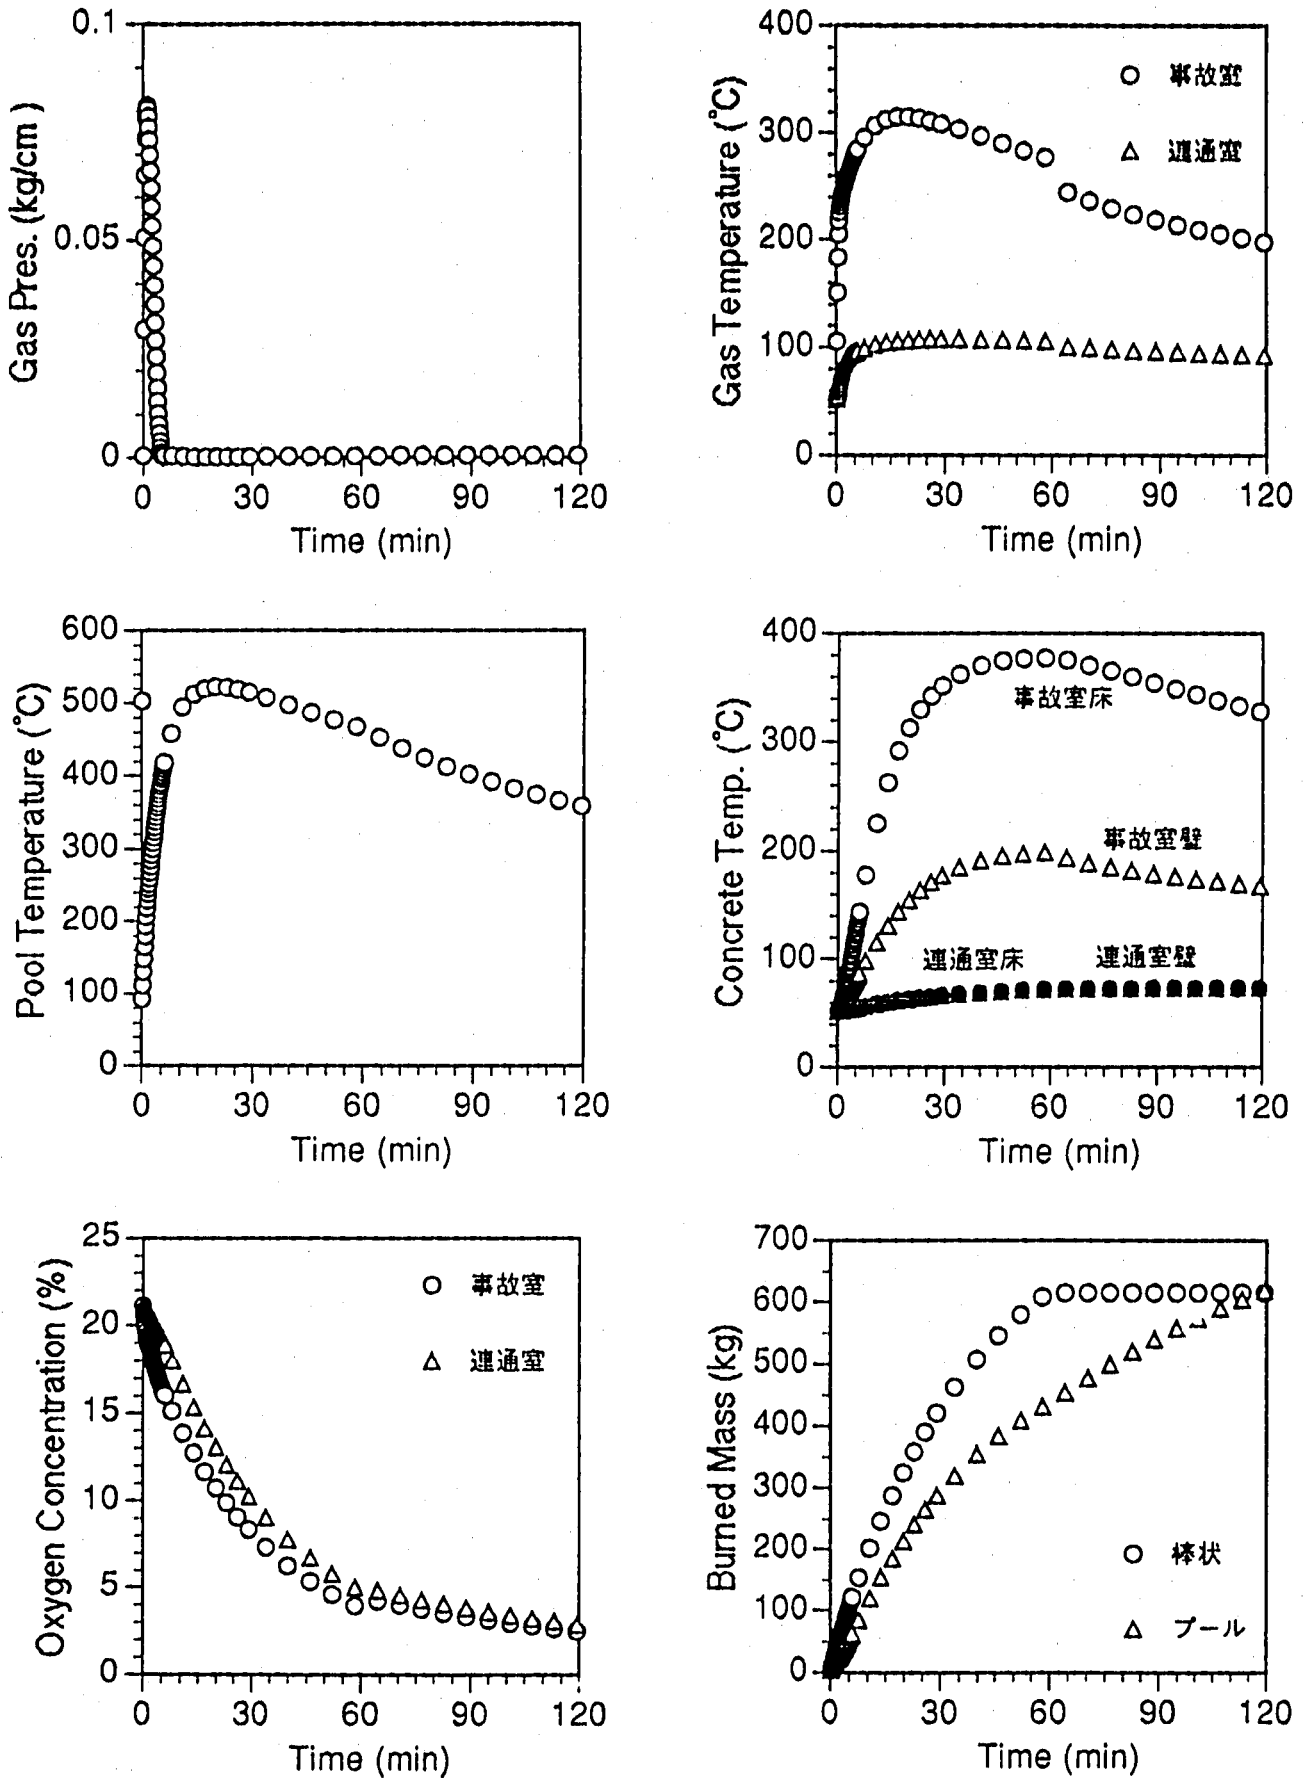 0.1
0.05
0
Gas Pres. (kg/cm )
0 30 60 90 120
Time (min)
400
300
200
100
0
Gas Temperature (°C)
事故室
連通室
0 30 60 90 120
Time (min)
600
500
400
300
200
100
0
Pool Temperature (°C)
0 30 60 90 120
Time (min)
400
300
200
100
0
Concrete Temp. (°C)
事故室床
事故室壁
連通室床 連通室壁
0 30 60 90 120
Time (min)
25
20
15
10
5
0
Oxygen Concentration (%)
事故室
連通室
0 30 60 90 120
Time (min)
700
600
500
400
300
200
100
0
Burned Mass (kg)
棒状
プール
0 30 60 90 120
Time (min)